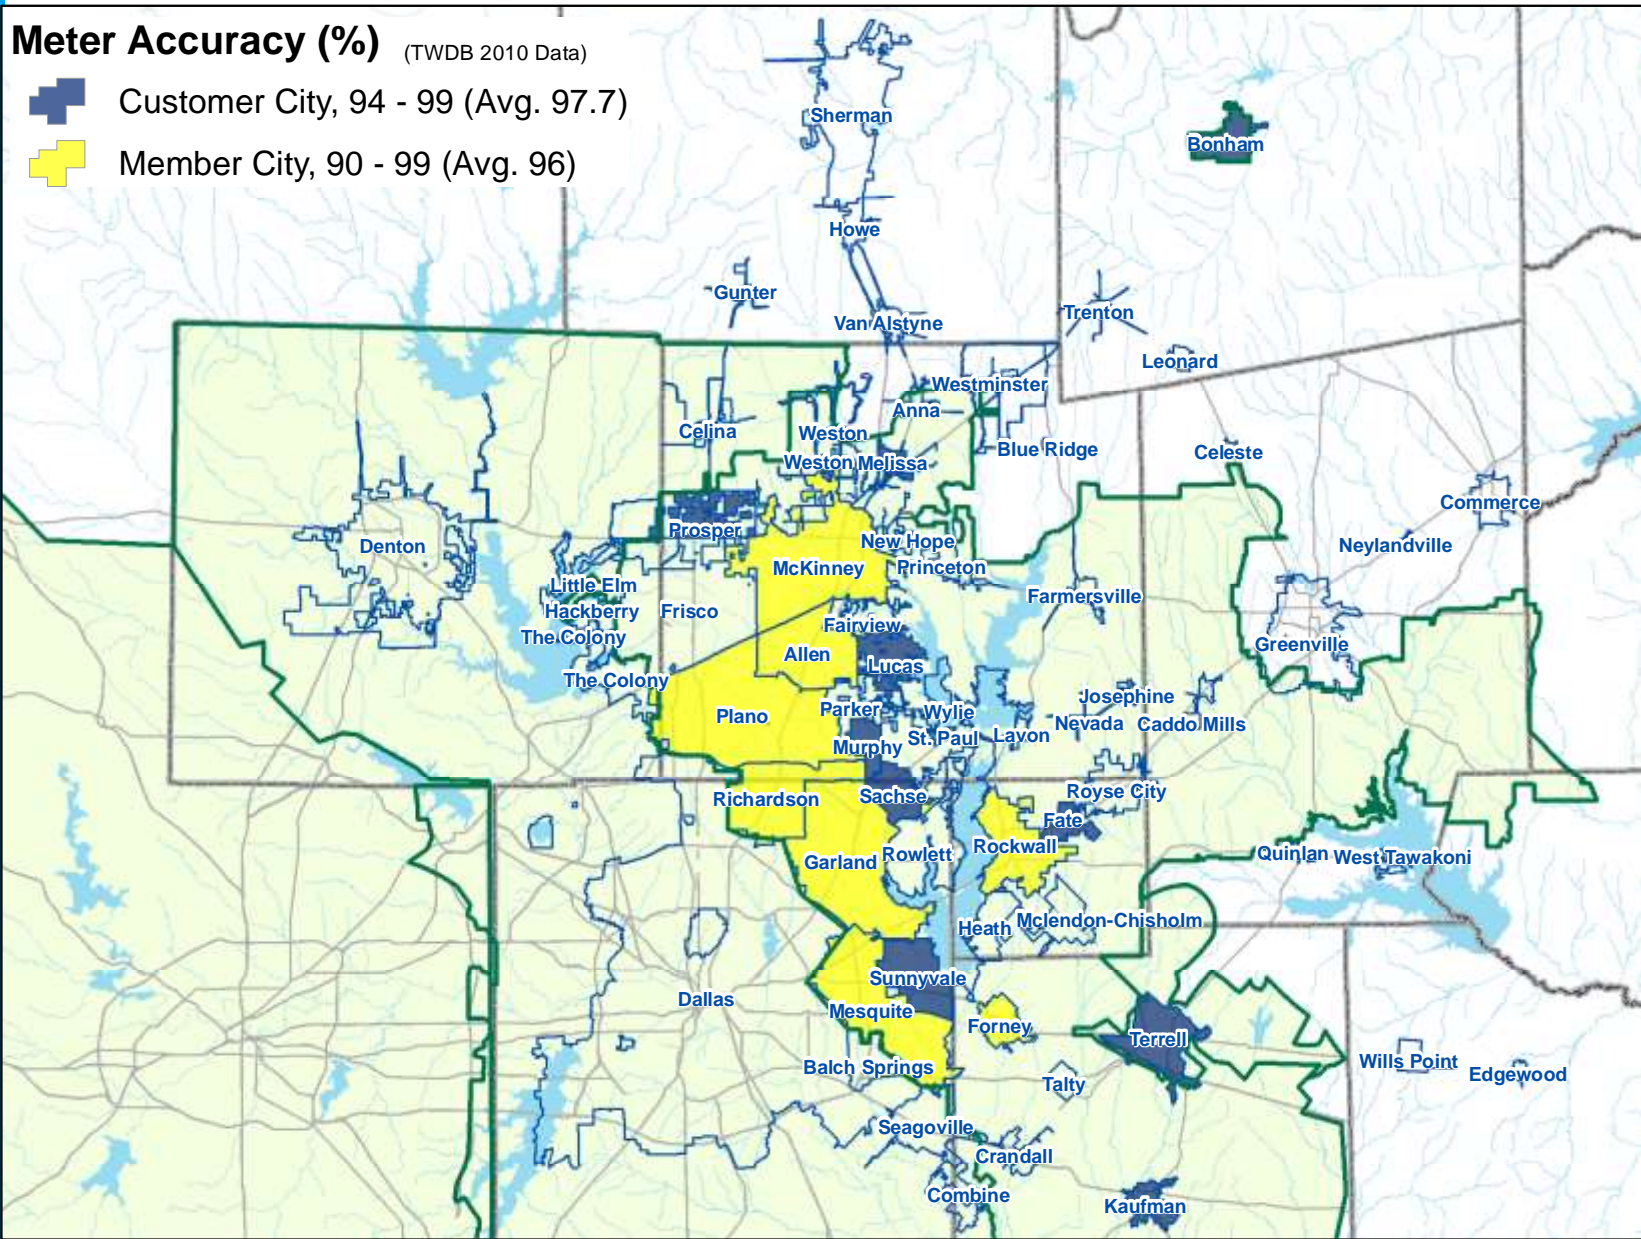 Meter Accuracy (%) (TWDB 2010 Data)
Customer City, 94 - 99 (Avg. 97.7)
Member City, 90 - 99 (Avg. 96)
Sherman
Bonham
Howe
Gunter
Van Alstyne
Trenton
Leonard
Westminster
Anna
Celina
Weston
Blue Ridge
Celeste
Weston
Melissa
Commerce
Prosper
New Hope
Neylandville
Denton
McKinney
Princeton
Little Elm
Farmersville
Hackberry
Frisco
Fairview
The Colony
Greenville
Allen
Lucas
The Colony
Josephine
Parker
Wylie
Plano
Nevada
Caddo Mills
St. Paul
Lavon
Murphy
Richardson
Sachse
Royse City
Fate
Rockwall
Rowlett
Garland
Quinlan
West Tawakoni
Heath
Mclendon-Chisholm
Sunnyvale
Dallas
Mesquite
Forney
Terrell
Balch Springs
Wills Point
Edgewood
Talty
Seagoville
Crandall
Combine
Kaufman